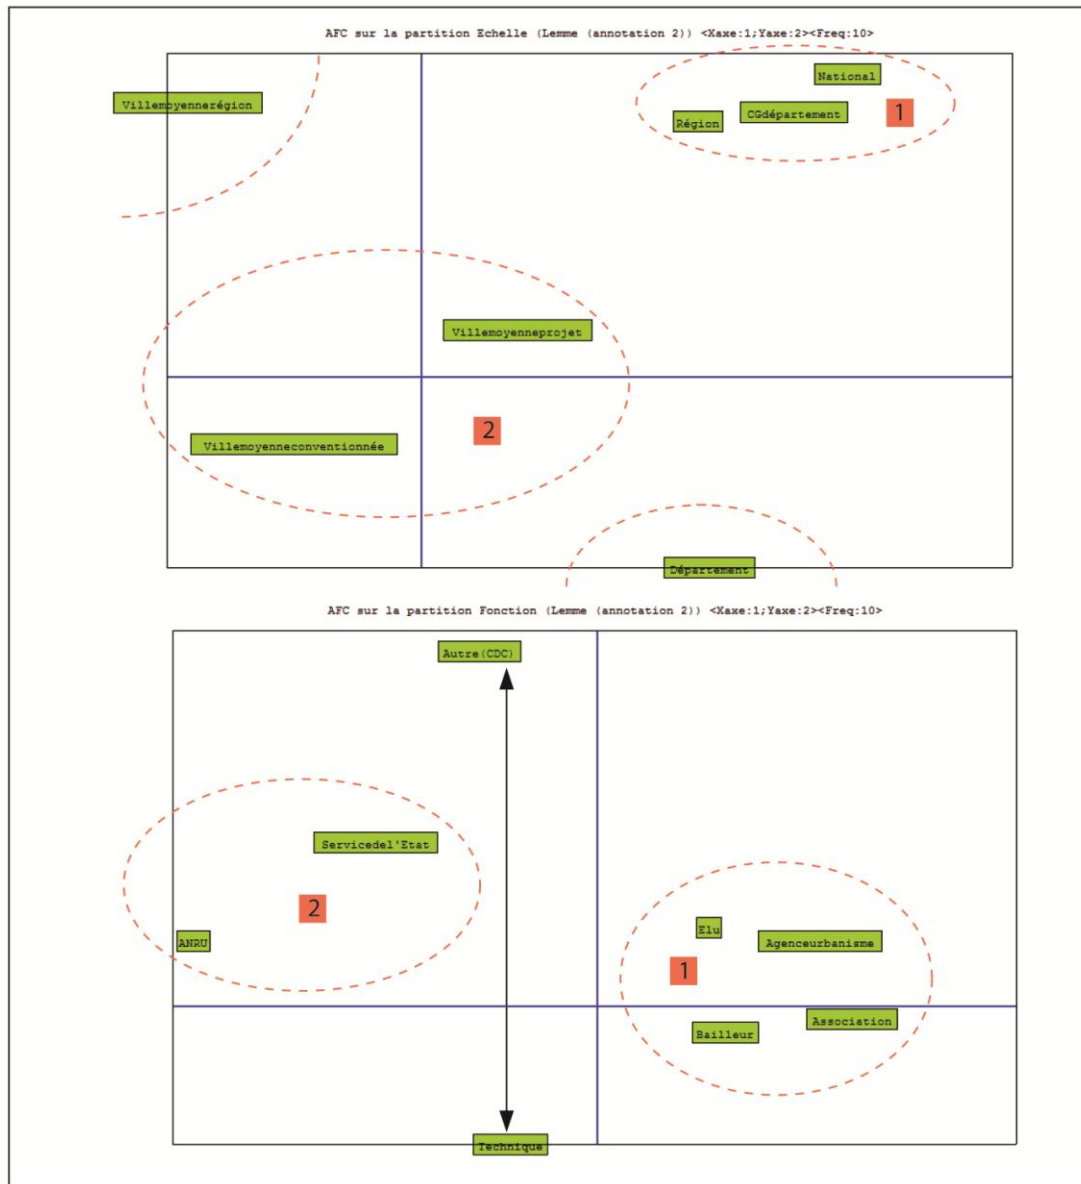 AFC sur la partition Echelle (Lemme (annotation 2)) <Xaxe:1;Yaxe:2><Freq:10>
National
Villemoyennerégion
CGdépartement
1
Région
Villemoyenneprojet
2
Villemoyenneconventionnée
Département
AFC sur la partition Fonction (Lemme (annotation 2)) <Xaxe:1;Yaxe:2><Freq:10>
Autre(CDC)
Servicedel'Etat
2
Elu
ANRU
Agenceurbanisme
1
Association
Bailleur
Technique